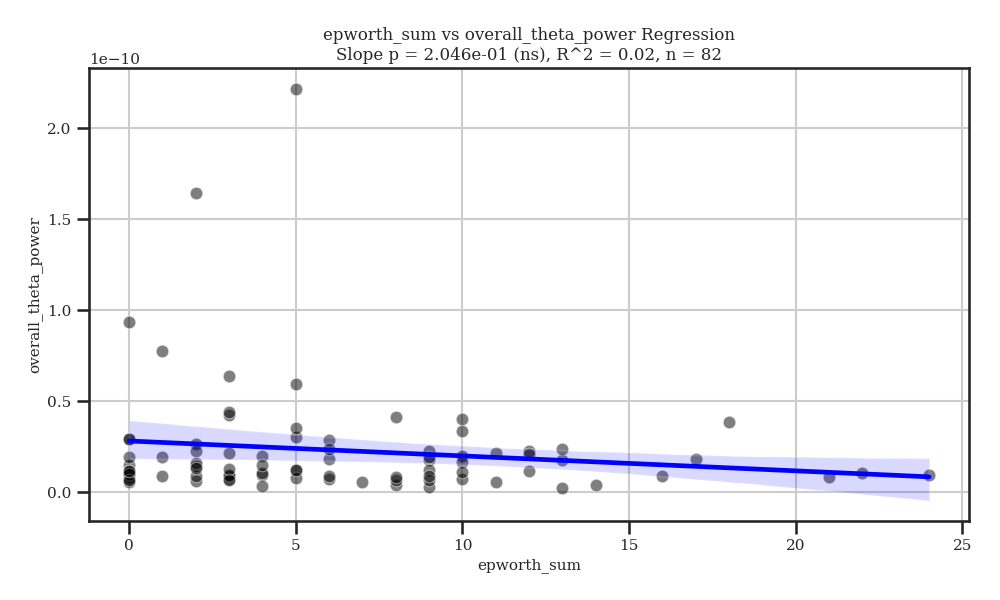 epworth_sum vs overall_theta_power Regression
Slope p = 2.046e-01 (ns), R^2 = 0.02, n = 82
1e−10
2.0
1.5
1.0
0.5
0.0
overall_theta_power
0 5 10 15 20 25
epworth_sum